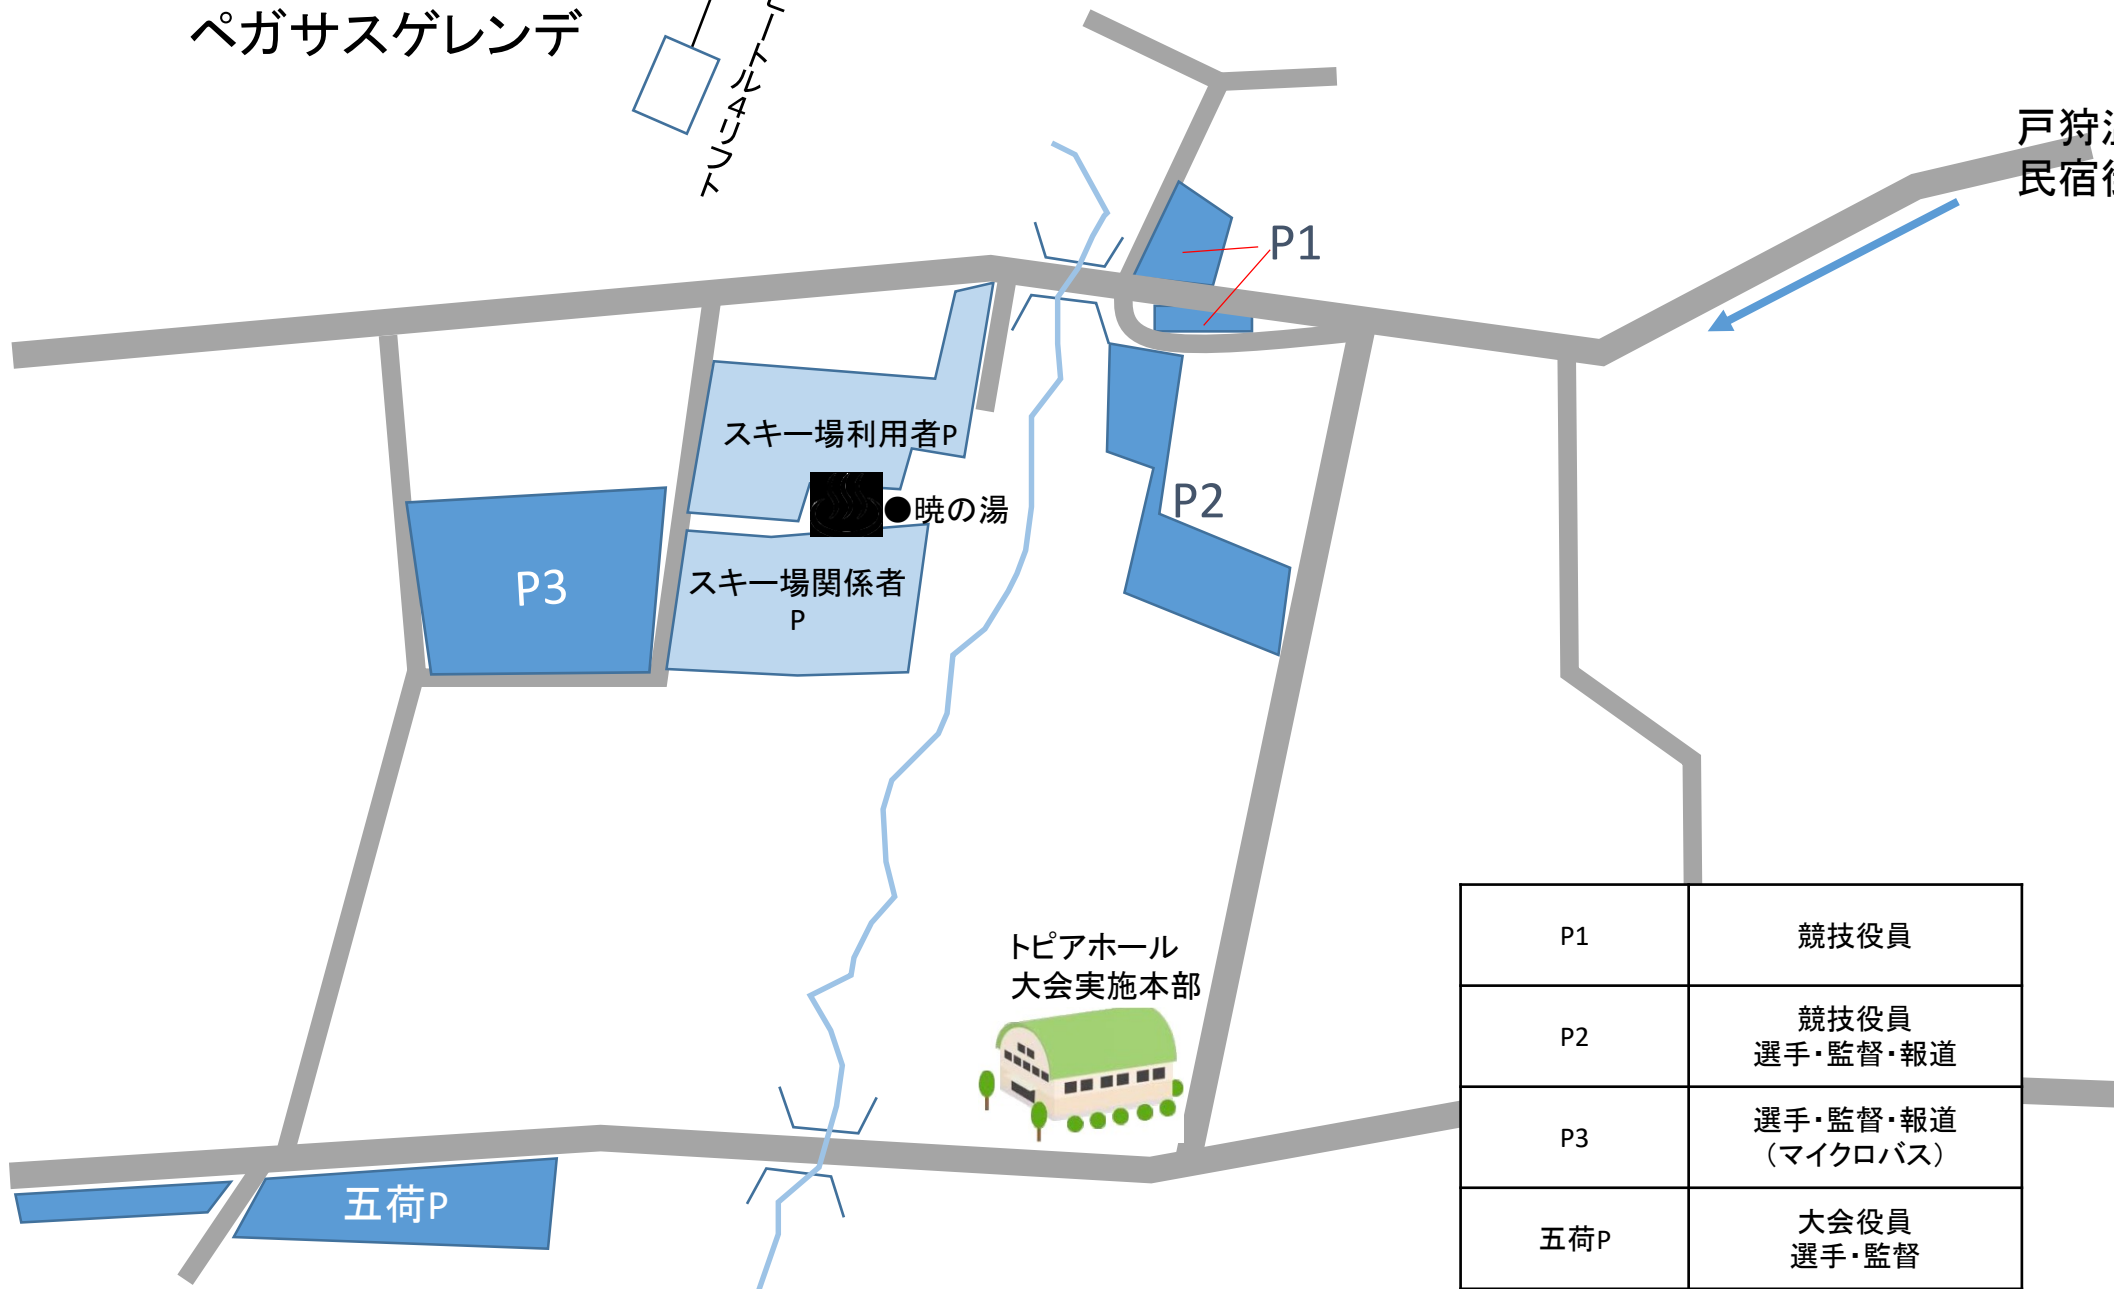 ペガサスゲレンデ
ートル4リフト
戸狩
民宿
P1
スキー場利用者P
●暁の湯
P2
P3
スキー場関係者
P
トピアホール
大会実施本部
五荷P
P1
競技役員
P2
競技役員
選手・監督・報道
P3
選手・監督・報道
（マイクロバス）
五荷P
大会役員
選手・監督